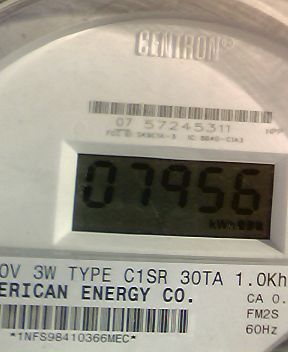 CENTRON®
07 57245311
07956
0V 3W TYPE C1SR 30TA 1.0Kh
ERICAN ENERGY CO.
CA 0.
FM2S
60Hz
*1NFS98410366MEC*